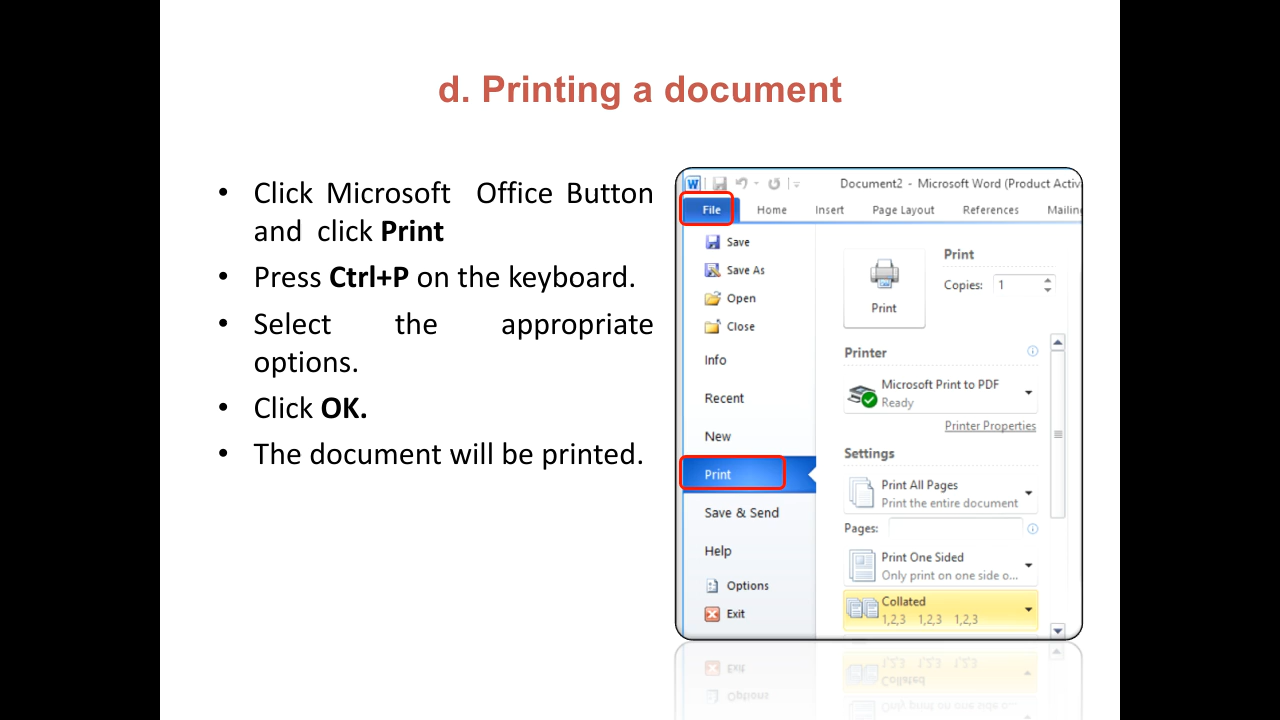 d. Printing a document
• Click Microsoft Office Button
and click Print
• Press Ctrl+P on the keyboard.
• Select the appropriate
options.
• Click OK.
• The document will be printed.
Document2 - Microsoft Word (Product Activa
File Home Insert Page Layout References Mailing
Save
Save As
Open
Close
Info
Recent
New
Print
Save & Send
Help
Options
Exit
Print
Print
Copies: 1
Printer
Microsoft Print to PDF
Ready
Printer Properties
Settings
Print All Pages
Print the entire document
Pages:
Print One Sided
Only print on one side o...
Collated
1,2,3 1,2,3 1,2,3